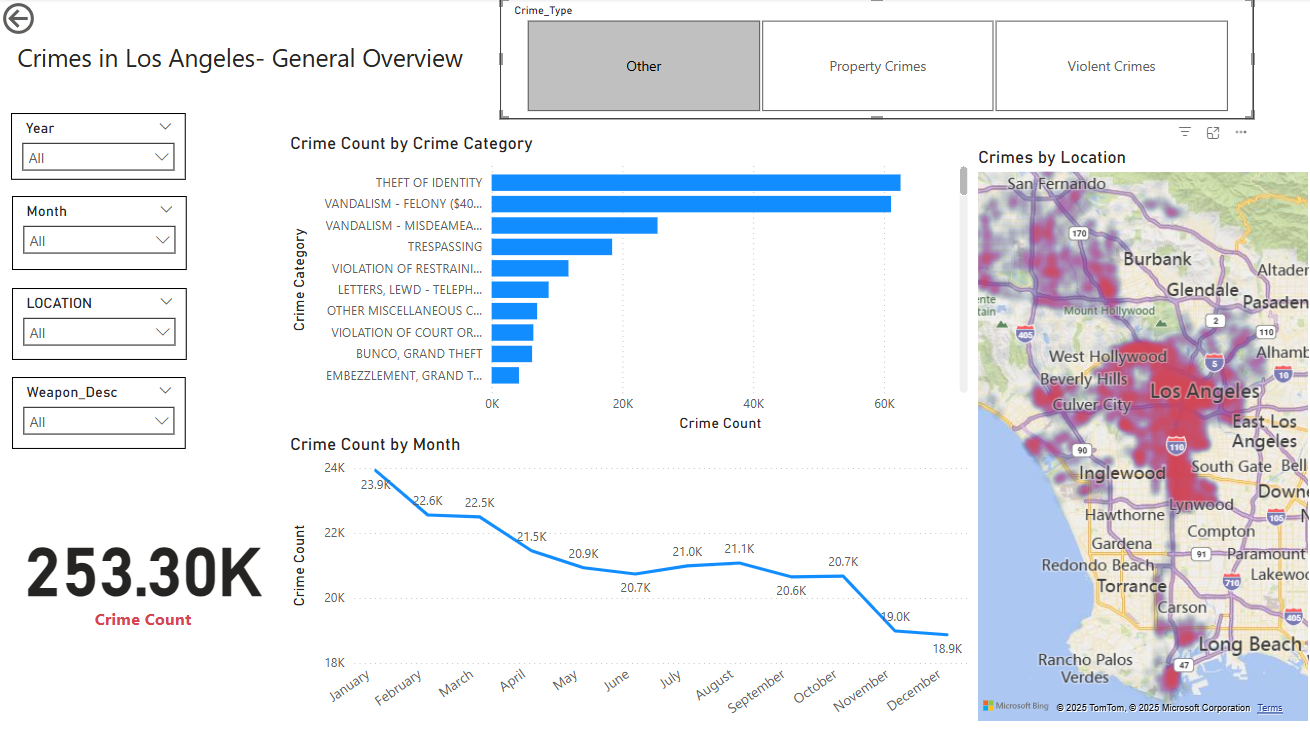 Crime_Type
Other
Property Crimes
Violent Crimes
Crimes in Los Angeles- General Overview
Year
All
Month
All
LOCATION
All
Weapon_Desc
All
253.30K
Crime Count
Crime Count by Crime Category
Crime Category
THEFT OF IDENTITY
VANDALISM - FELONY ($40...
VANDALISM - MISDEAMEA...
TRESPASSING
VIOLATION OF RESTRAINI...
LETTERS, LEWD - TELEPH...
OTHER MISCELLANEOUS C...
VIOLATION OF COURT OR...
BUNCO, GRAND THEFT
EMBEZZLEMENT, GRAND T...
0K 20K 40K 60K
Crime Count
Crime Count by Month
Crime Count
24K
22K
20K
18K
23.9K
22.6K
22.5K
21.5K
20.9K
20.7K
21.0K
21.1K
20.6K
20.7K
19.0K
18.9K
January February March April May June July August September October November December
Crimes by Location
San Fernando
170
Burbank
Altader
Glendale
Pasaden
Mount Hollywood
2
110
405
West Hollywood
5
Alhamb
Beverly Hills
10
Los Angeles
Culver City
East Los
Angeles
110
90
South Gate
Bell
Inglewood
Downe
Lynwood
Hawthorne
105
Compton
Gardena
91
Paramount
Redondo Beach
Lakewo
Torrance
710
Carson
405
Long Beach
Rancho Palos
Verdes
47
Microsoft Bing
© 2025 TomTom, © 2025 Microsoft Corporation Terms